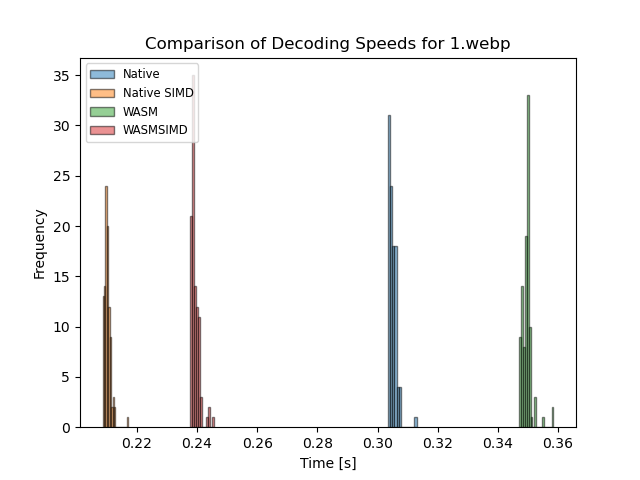 Comparison of Decoding Speeds for 1.webp
Native
Native SIMD
WASM
WASMSIMD
Frequency
35
30
25
20
15
10
5
0
0.22 0.24 0.26 0.28 0.30 0.32 0.34 0.36
Time [s]